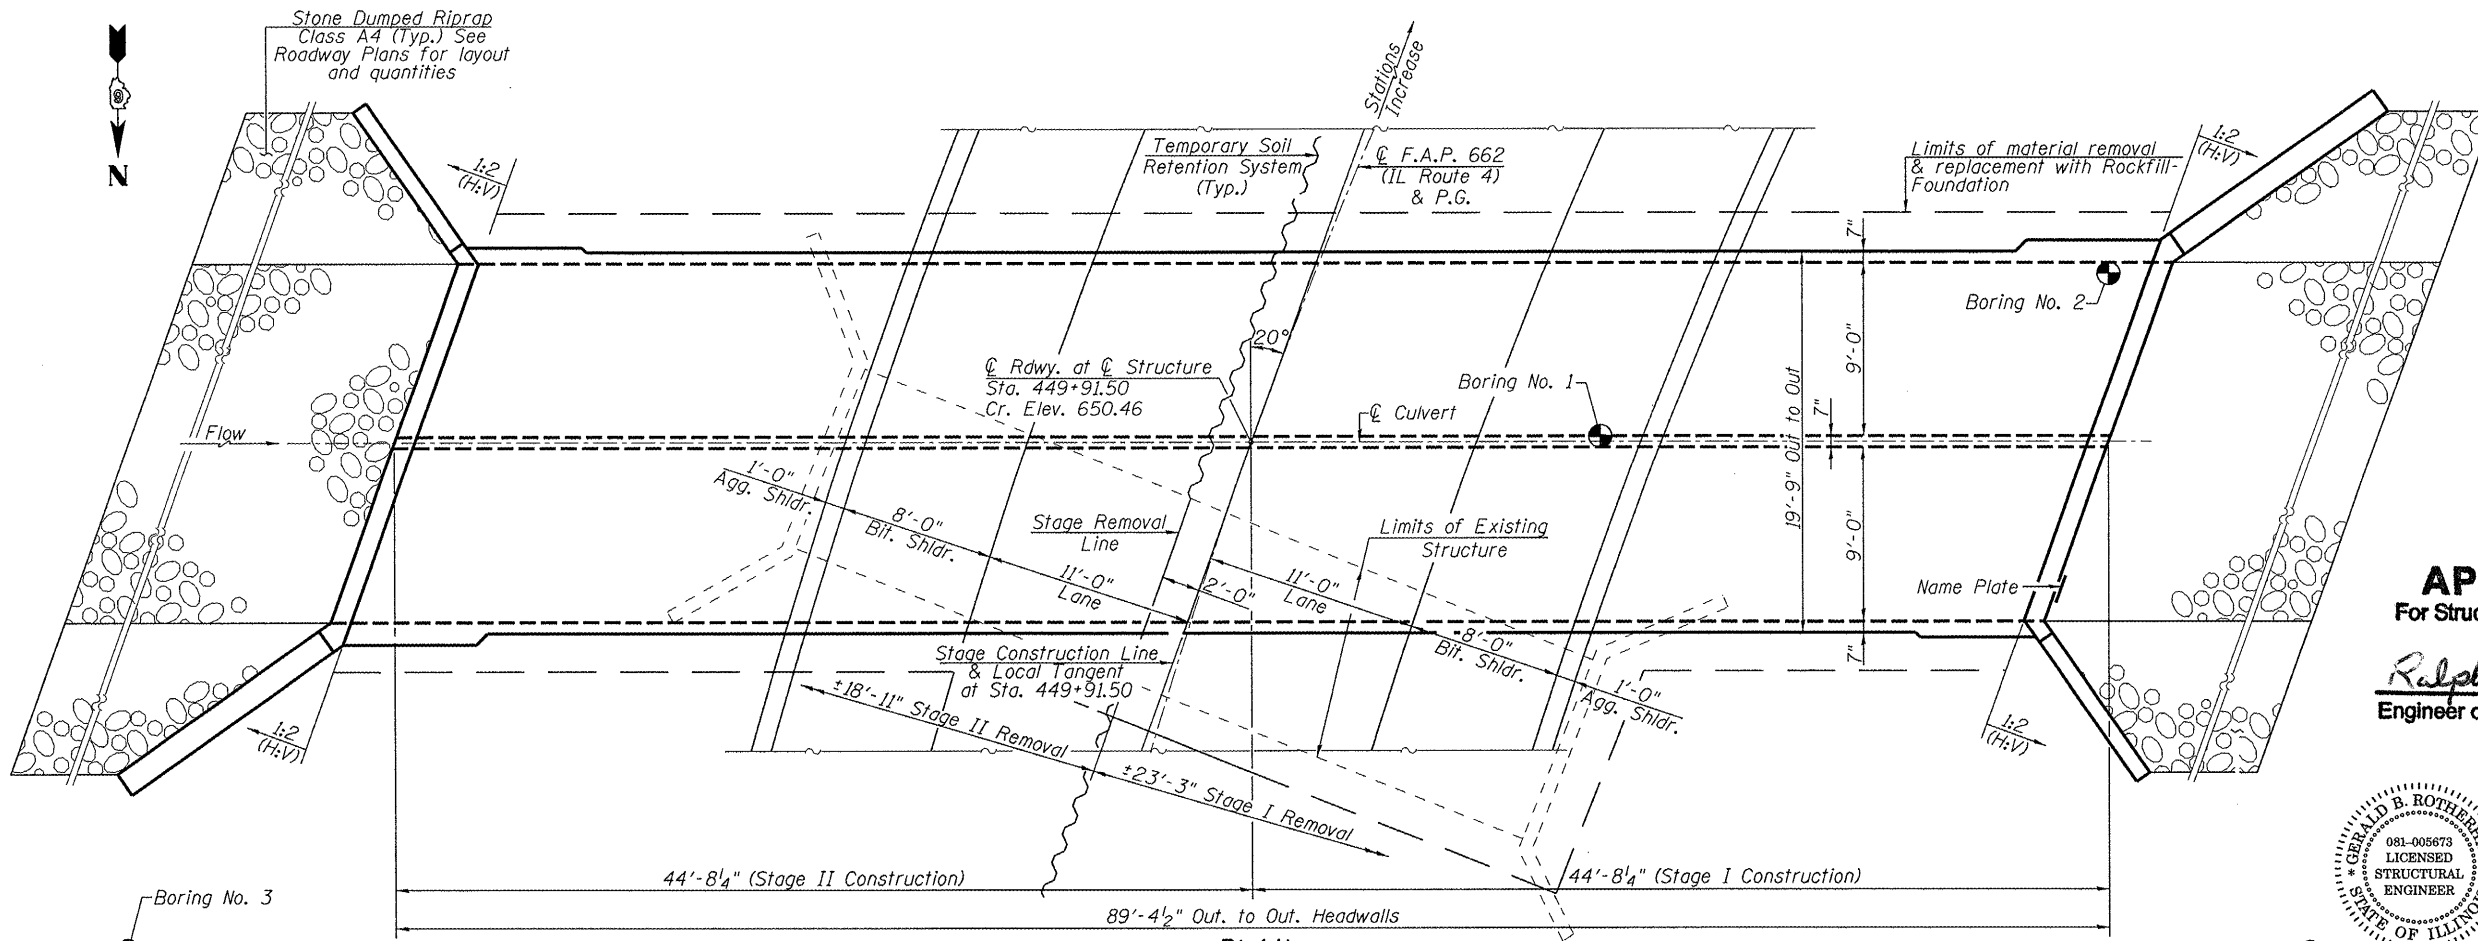 Stone Dumped Riprap
Class A4 (Typ.) See
Roadway Plans for layout
and quantities
9
N
1:2
(H:V)
Stations
Increase
Temporary Soil
Retention System
(Typ.)
℄ F.A.P. 662
(IL Route 4)
& P.G.
Limits of material removal
& replacement with Rockfill-
Foundation
1:2
(H:V)
7"
Boring No. 2
20°
℄ Rdwy. at ℄ Structure
Sta. 449+91.50
Cr. Elev. 650.46
Boring No. 1
℄ Culvert
9'-0"
7"
19'-9" Out to Out
Flow
1'-0"
Agg. Shldr.
8'-0"
Bit. Shldr.
11'-0"
Lane
Stage Removal
Line
2'-0"
11'-0"
Lane
Limits of Existing
Structure
8'-0"
Bit. Shldr.
1'-0"
Agg. Shldr.
9'-0"
Name Plate
7"
Stage Construction Line
& Local Tangent
at Sta. 449+91.50
±18'-11" Stage II Removal
±23'-3" Stage I Removal
1:2
(H:V)
1:2
(H:V)
AP
For Struc
Ralph
Engineer o
GERALD B. ROTHER
081-005673
LICENSED
STRUCTURAL
ENGINEER
STATE OF ILLINO
44'-8¼" (Stage II Construction)
44'-8¼" (Stage I Construction)
Boring No. 3
89'-4½" Out. to Out. Headwalls